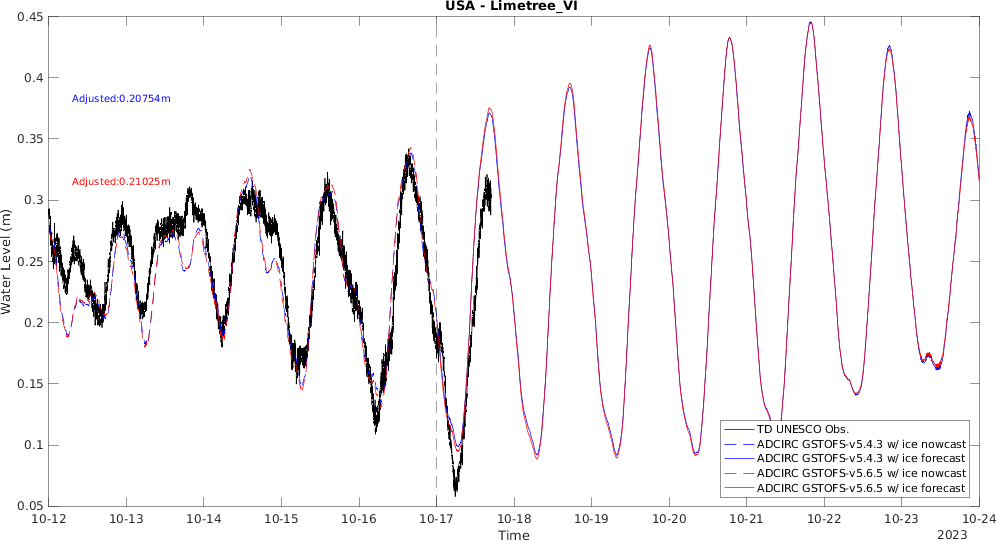 USA - Limetree_VI
0.45
0.4
0.35
0.3
0.25
0.2
0.15
0.1
0.05
Water Level (m)
Adjusted:0.20754m
Adjusted:0.21025m
TD UNESCO Obs.
ADCIRC GSTOFS-v5.4.3 w/ ice nowcast
ADCIRC GSTOFS-v5.4.3 w/ ice forecast
ADCIRC GSTOFS-v5.6.5 w/ ice nowcast
ADCIRC GSTOFS-v5.6.5 w/ ice forecast
10-12 10-13 10-14 10-15 10-16 10-17 10-18 10-19 10-20 10-21 10-22 10-23 10-24
Time
2023